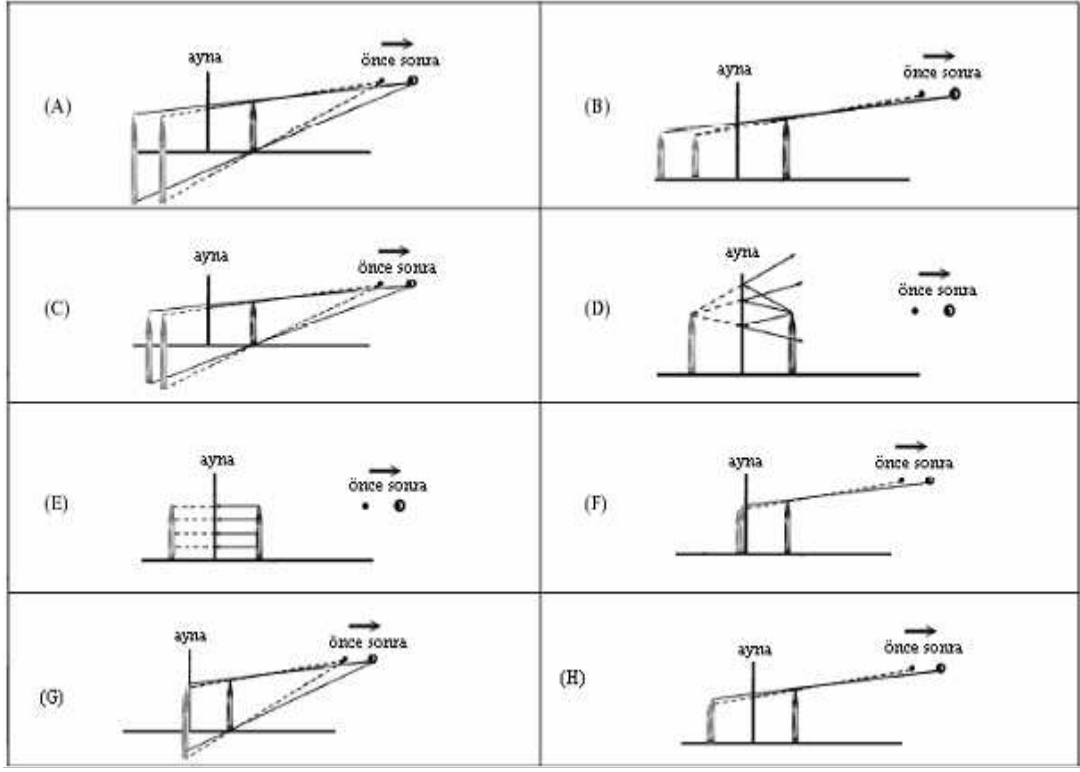 (A)
ayna
önce sonra
(B)
ayna
önce sonra
(C)
ayna
önce sonra
(D)
ayna
önce sonra
(E)
ayna
önce sonra
(F)
ayna
önce sonra
(G)
ayna
önce sonra
(H)
ayna
önce sonra